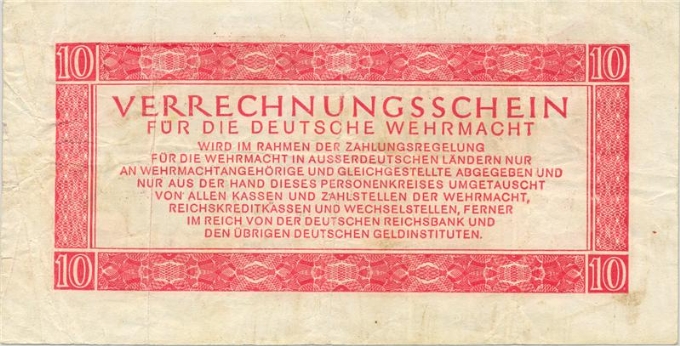 10 10
VERRECHNUNGSSCHEIN
FÜR DIE DEUTSCHE WEHRMACHT
WIRD IM RAHMEN DER ZAHLUNGSREGELUNG
FÜR DIE WEHRMACHT IN AUSSERDEUTSCHEN LÄNDERN NUR
AN WEHRMACHTANGEHÖRIGE UND GLEICHGESTELLTE ABGEGEBEN UND
NUR AUS DER HAND DIESES PERSONENKREISES UMGETAUSCHT
VON ALLEN KASSEN UND ZAHLSTELLEN DER WEHRMACHT,
REICHSKREDITKASSEN UND WECHSELSTELLEN, FERNER
IM REICH VON DER DEUTSCHEN REICHSBANK UND
DEN ÜBRIGEN DEUTSCHEN GELDINSTITUTEN.
10 10